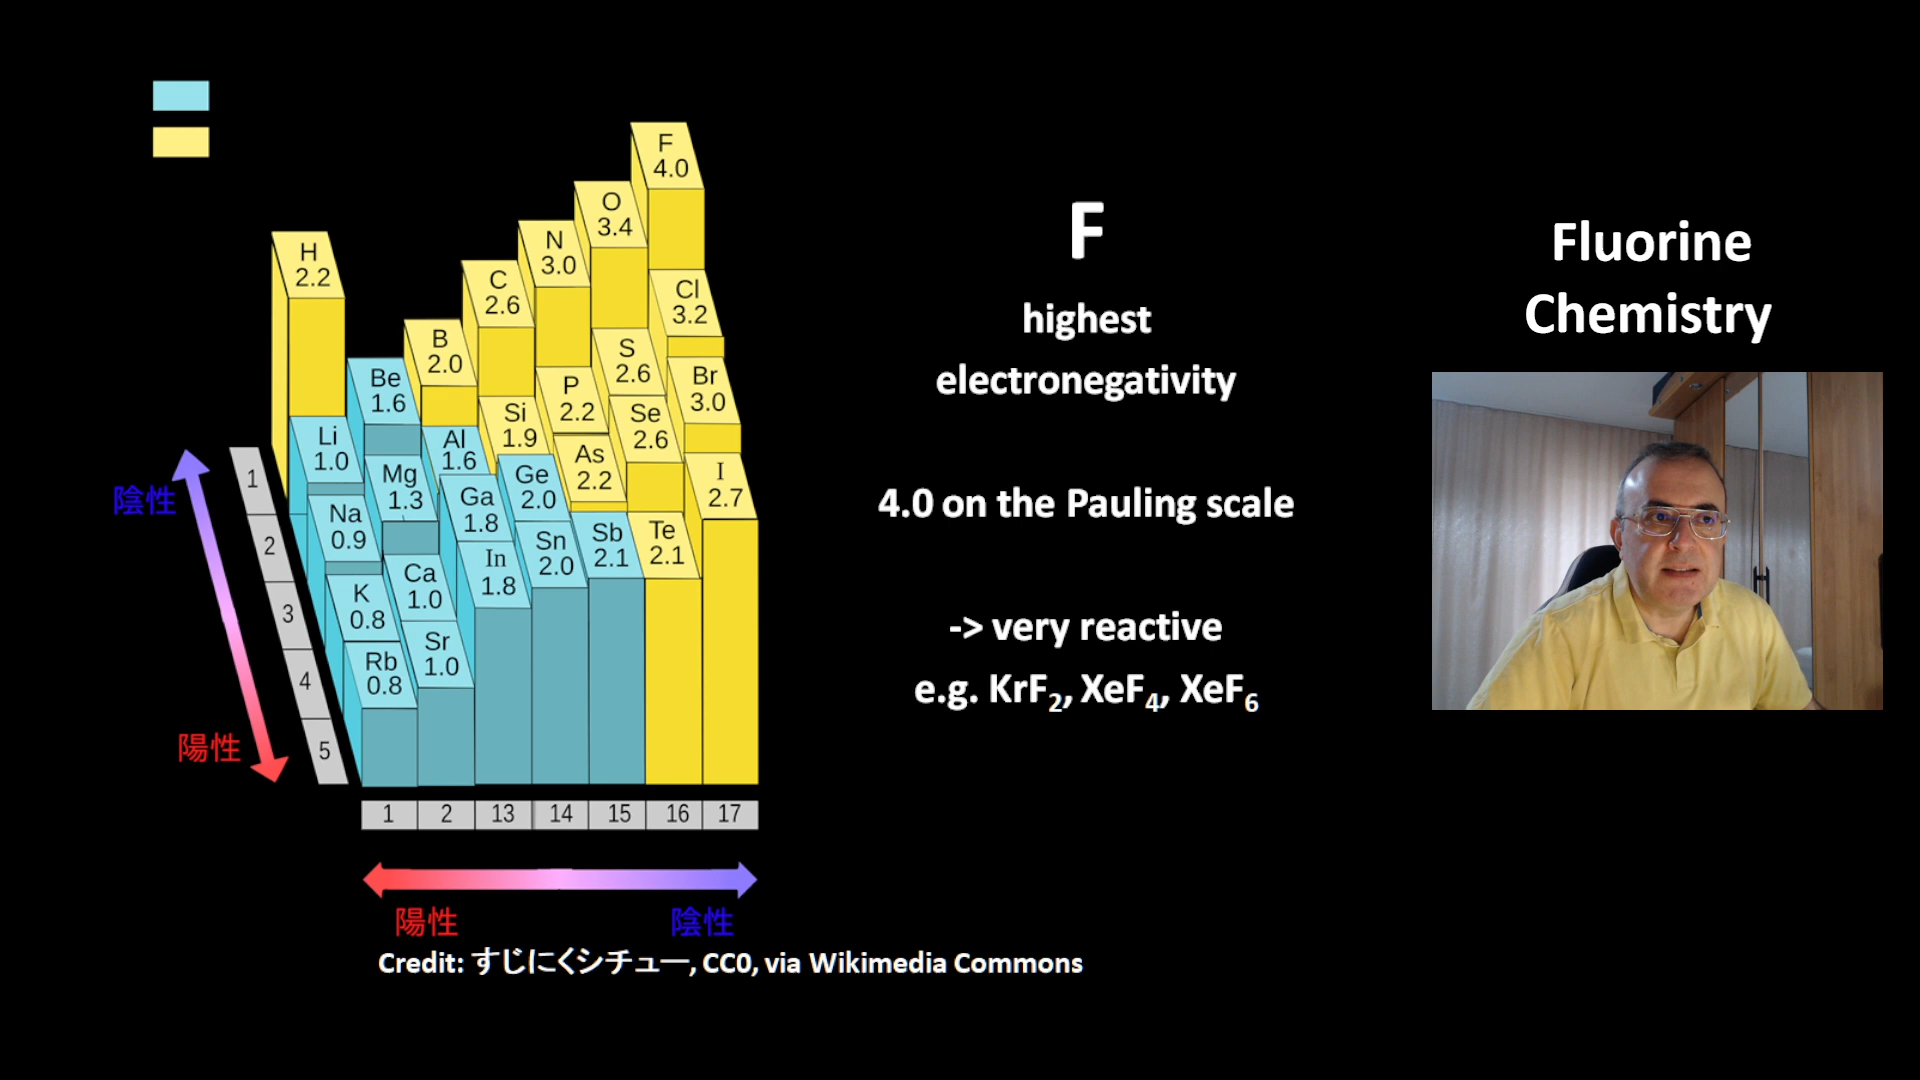 F
4.0
O
3.4
N
3.0
H
2.2
C
2.6
Cl
3.2
B
2.0
S
2.6
Be
1.6
P
2.2
Br
3.0
Li
1.0
Al
1.6
Si
1.9
Se
2.6
Mg
1.3
As
2.2
I
2.7
Na
0.9
Ga
1.8
Ge
2.0
K
0.8
Ca
1.0
In
1.8
Sn
2.0
Sb
2.1
Te
2.1
Rb
0.8
Sr
1.0
陰性
陽性
1
2
3
4
5
1 2 13 14 15 16 17
陽性 陰性
Credit: すじにくシチュー, CC0, via Wikimedia Commons
F
highest
electronegativity
4.0 on the Pauling scale
-> very reactive
e.g. KrF₂, XeF₄, XeF₆
Fluorine
Chemistry